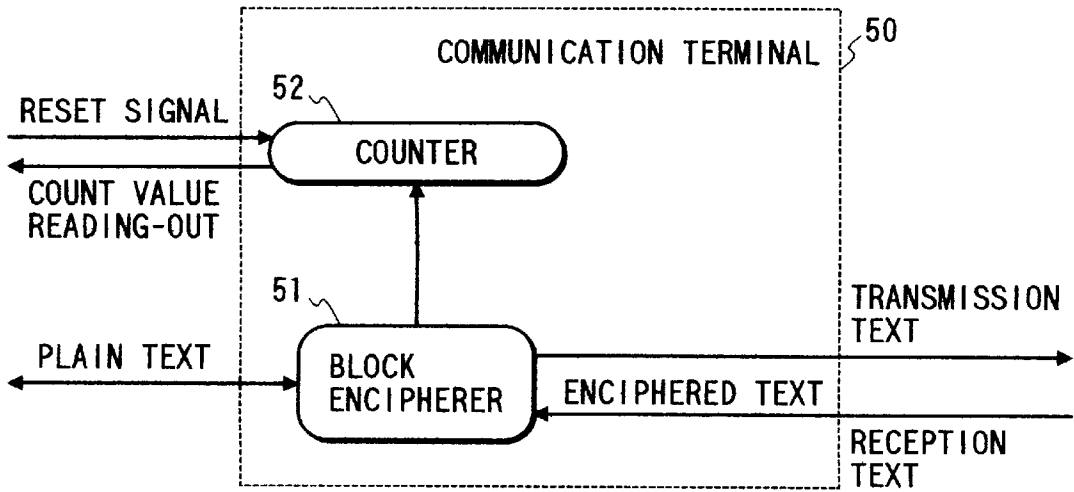 COMMUNICATION TERMINAL
50
52
RESET SIGNAL
COUNTER
COUNT VALUE
READING-OUT
51
TRANSMISSION
TEXT
PLAIN TEXT
BLOCK
ENCIPHERER
ENCIPHERED TEXT
RECEPTION
TEXT